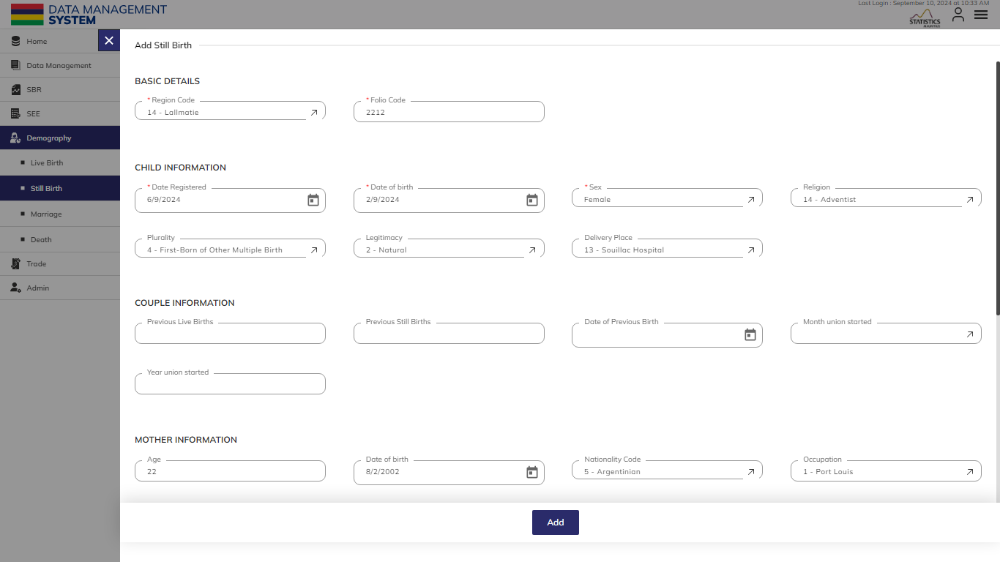 Last Login : September 10, 2024 at 10:33 AM
DATA MANAGEMENT
SYSTEM
STATISTICS
MAURITIUS
Home
Data Management
SBR
SEE
Demography
Live Birth
Still Birth
Marriage
Death
Trade
Admin
Add Still Birth
BASIC DETAILS
* Region Code
14 - Lallmatie
* Folio Code
2212
CHILD INFORMATION
* Date Registered
6/9/2024
* Date of birth
2/9/2024
* Sex
Female
Religion
14 - Adventist
Plurality
4 - First-Born of Other Multiple Birth
Legitimacy
2 - Natural
Delivery Place
13 - Souillac Hospital
COUPLE INFORMATION
Previous Live Births
Previous Still Births
Date of Previous Birth
Month union started
Year union started
MOTHER INFORMATION
Age
22
Date of birth
8/2/2002
Nationality Code
5 - Argentinian
Occupation
1 - Port Louis
Add